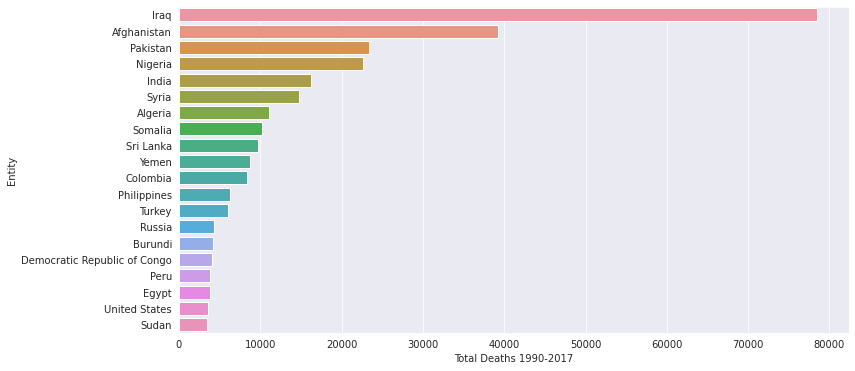 Iraq
Afghanistan
Pakistan
Nigeria
India
Syria
Algeria
Somalia
Sri Lanka
Yemen
Colombia
Philippines
Turkey
Russia
Burundi
Democratic Republic of Congo
Peru
Egypt
United States
Sudan
Entity
0 10000 20000 30000 40000 50000 60000 70000 80000
Total Deaths 1990-2017